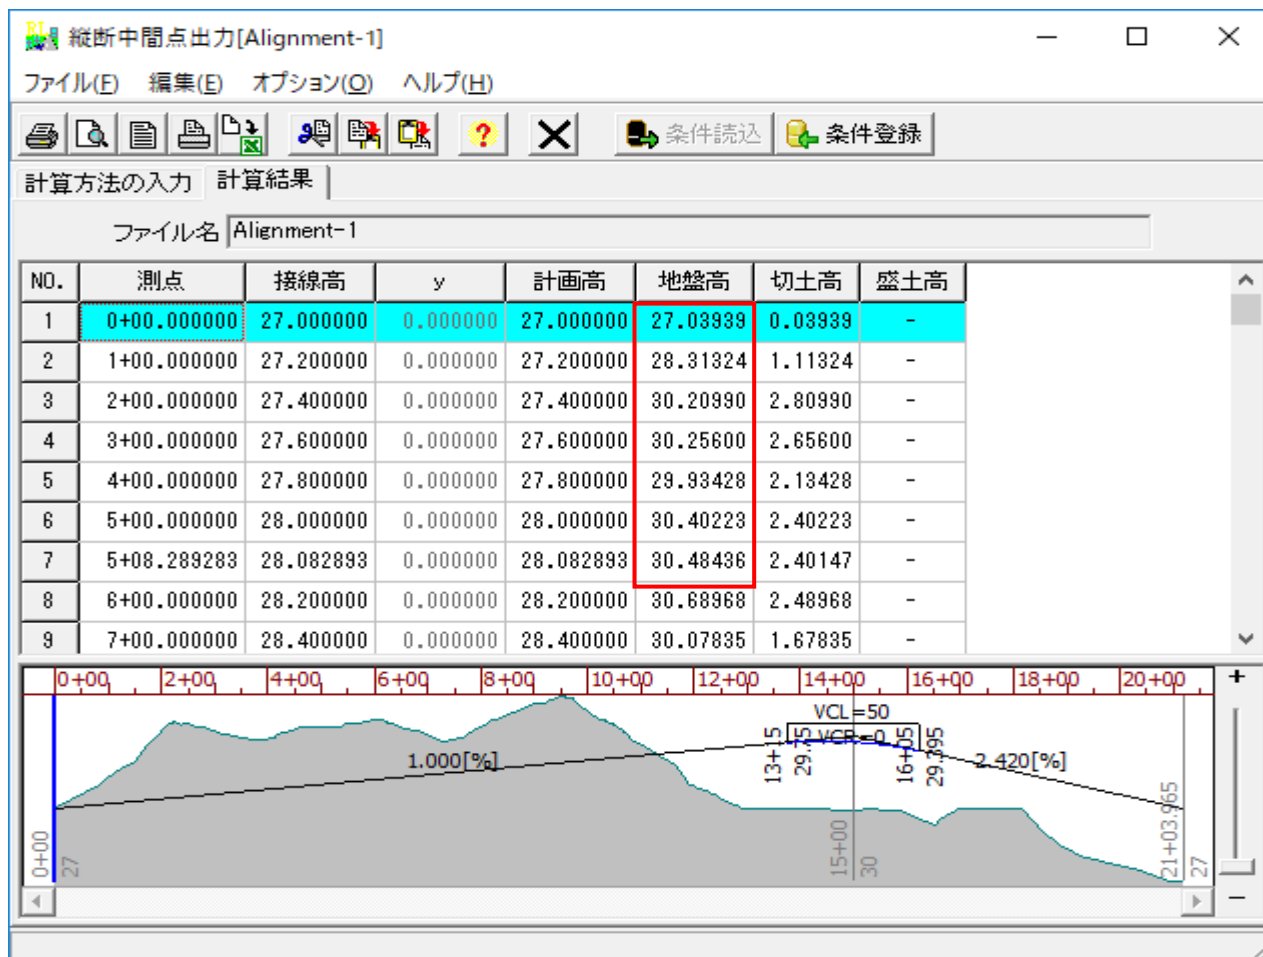 縦断中間点出力[Alignment-1]
ファイル(F) 編集(E) オプション(O) ヘルプ(H)
条件読込 条件登録
計算方法の入力 計算結果
ファイル名 Alignment-1
NO. 測点 接線高 y 計画高 地盤高 切土高 盛土高
1 0+00.000000 27.000000 0.000000 27.000000 27.03939 0.03939 -
2 1+00.000000 27.200000 0.000000 27.200000 28.31324 1.11324 -
3 2+00.000000 27.400000 0.000000 27.400000 30.20990 2.80990 -
4 3+00.000000 27.600000 0.000000 27.600000 30.25600 2.65600 -
5 4+00.000000 27.800000 0.000000 27.800000 29.93428 2.13428 -
6 5+00.000000 28.000000 0.000000 28.000000 30.40223 2.40223 -
7 5+08.289283 28.082893 0.000000 28.082893 30.48436 2.40147 -
8 6+00.000000 28.200000 0.000000 28.200000 30.68968 2.48968 -
9 7+00.000000 28.400000 0.000000 28.400000 30.07835 1.67835 -
0+00 2+00 4+00 6+00 8+00 10+00 12+00 14+00 16+00 18+00 20+00
VCL=50
VCR=0
1.000[%]
13+15
29.75
16+05
29.395
2.420[%]
0+00
27
15+00
30
21+03.965
27